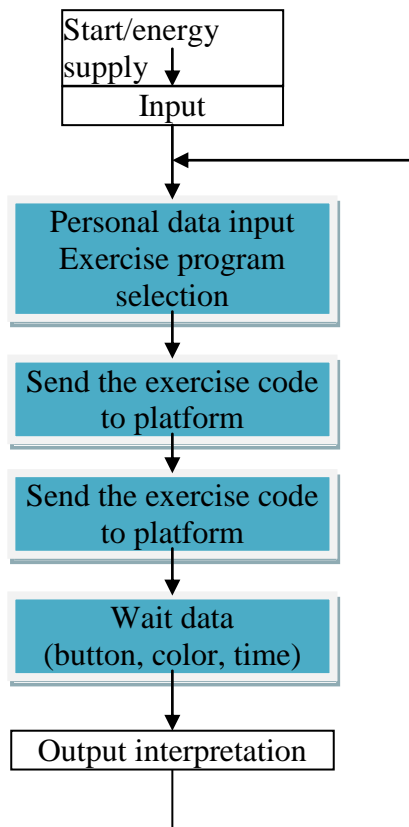 Start/energy
supply
Input
Personal data input
Exercise program
selection
Send the exercise code
to platform
Send the exercise code
to platform
Wait data
(button, color, time)
Output interpretation